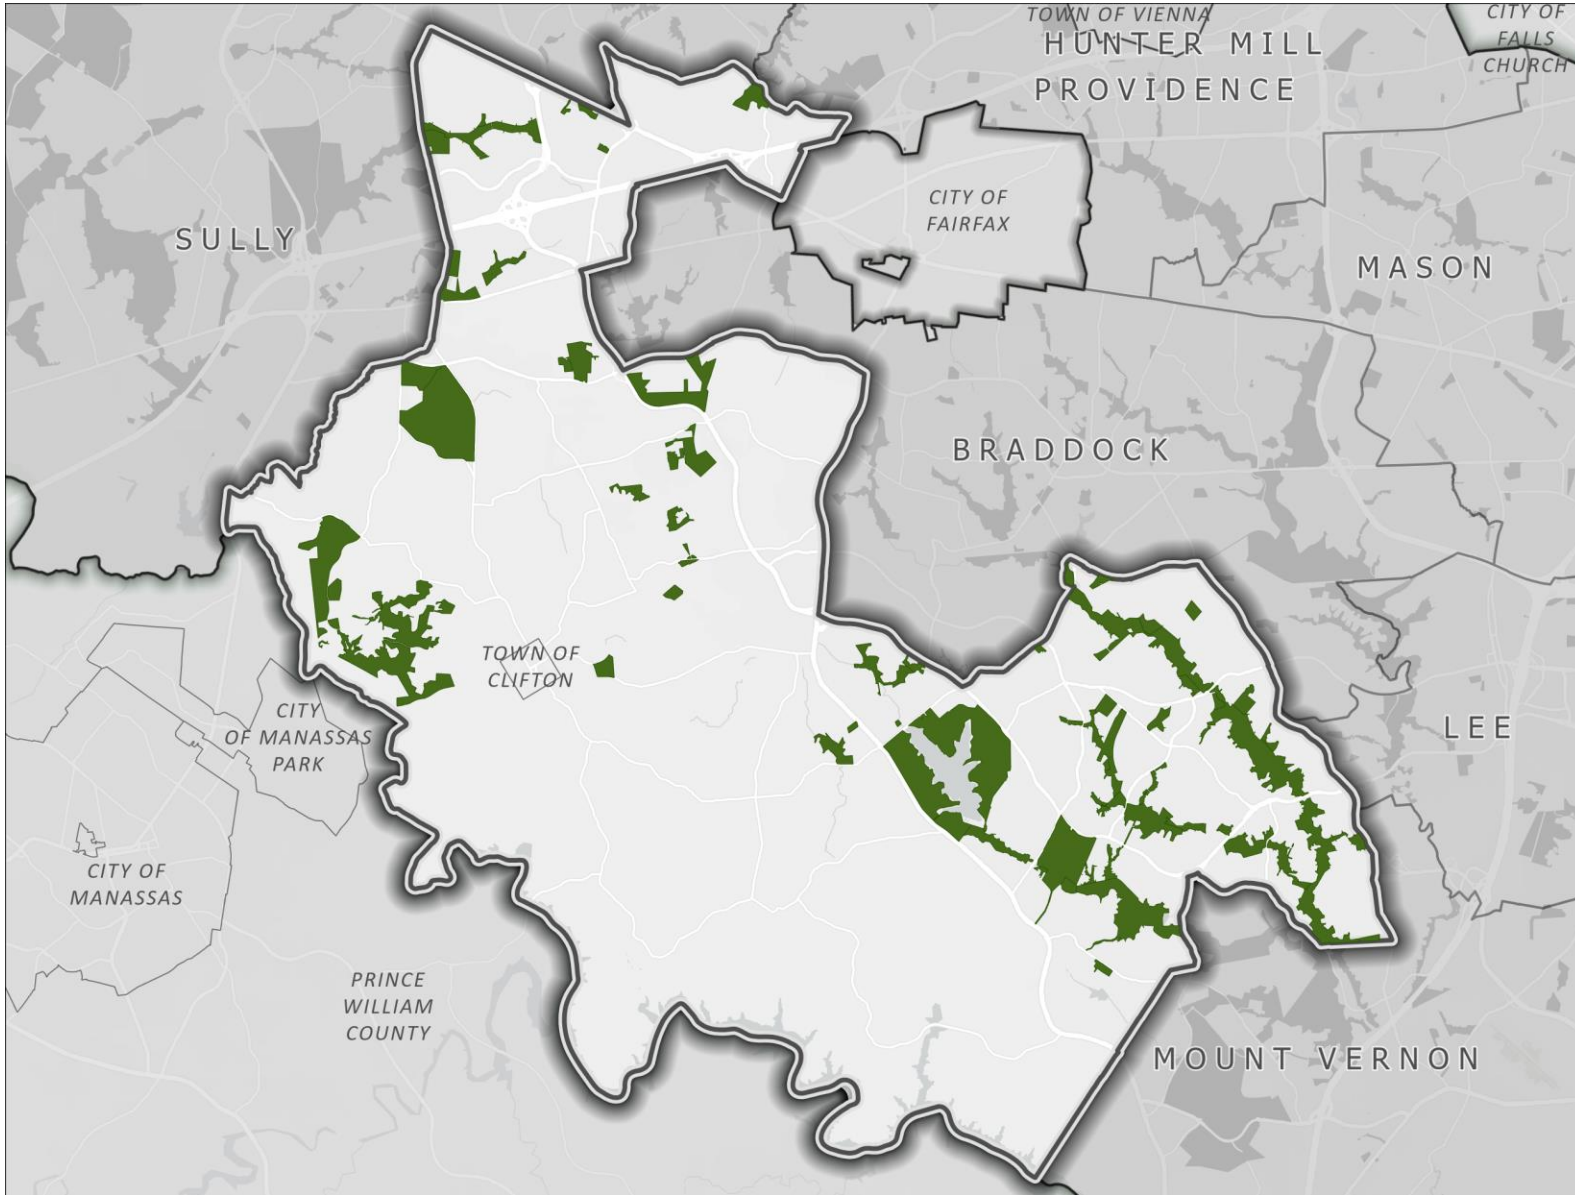 TOWN OF VIENNA
HUNTER MILL
PROVIDENCE
CITY OF
FALLS
CHURCH
SULLY
CITY OF
FAIRFAX
MASON
BRADDOCK
TOWN OF
CLIFTON
CITY
OF MANASSAS
PARK
LEE
CITY OF
MANASSAS
PRINCE
WILLIAM
COUNTY
MOUNT VERNON